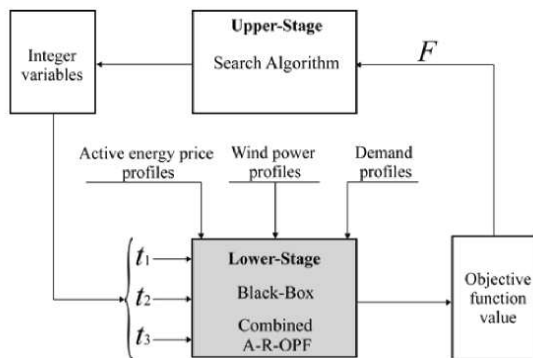 Integer
variables
Upper-Stage
Search Algorithm
F
Active energy price
profiles
Wind power
profiles
Demand
profiles
t1
t2
t3
Lower-Stage
Black-Box
Combined
A-R-OPF
Objective
function
value